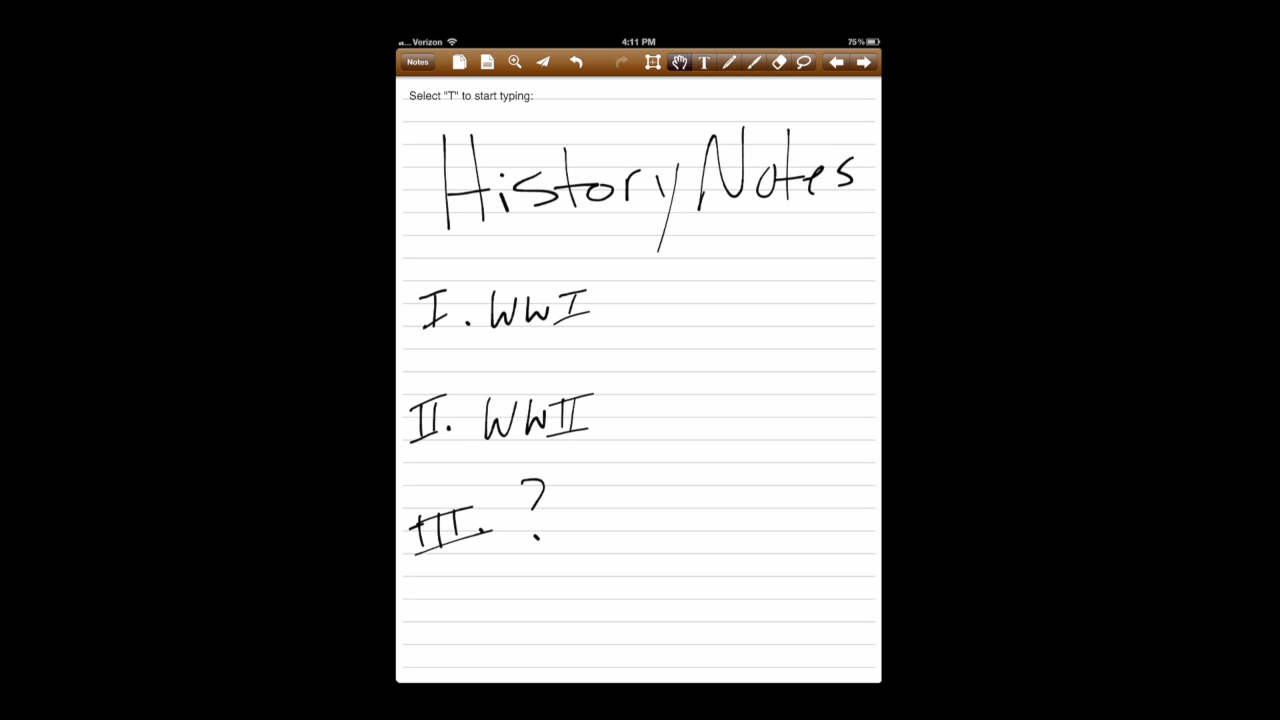 Verizon 4:11 PM 75%
Notes T
Select "T" to start typing:
History Notes
I. WWI
II. WWII
III. ?